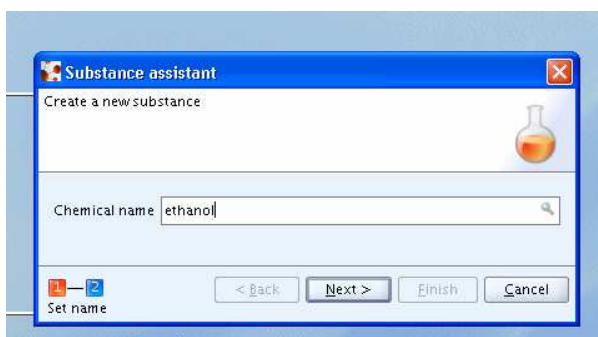 Substance assistant
Create a new substance
Chemical name ethanol
1 2
Set name
< Back Next > Finish Cancel